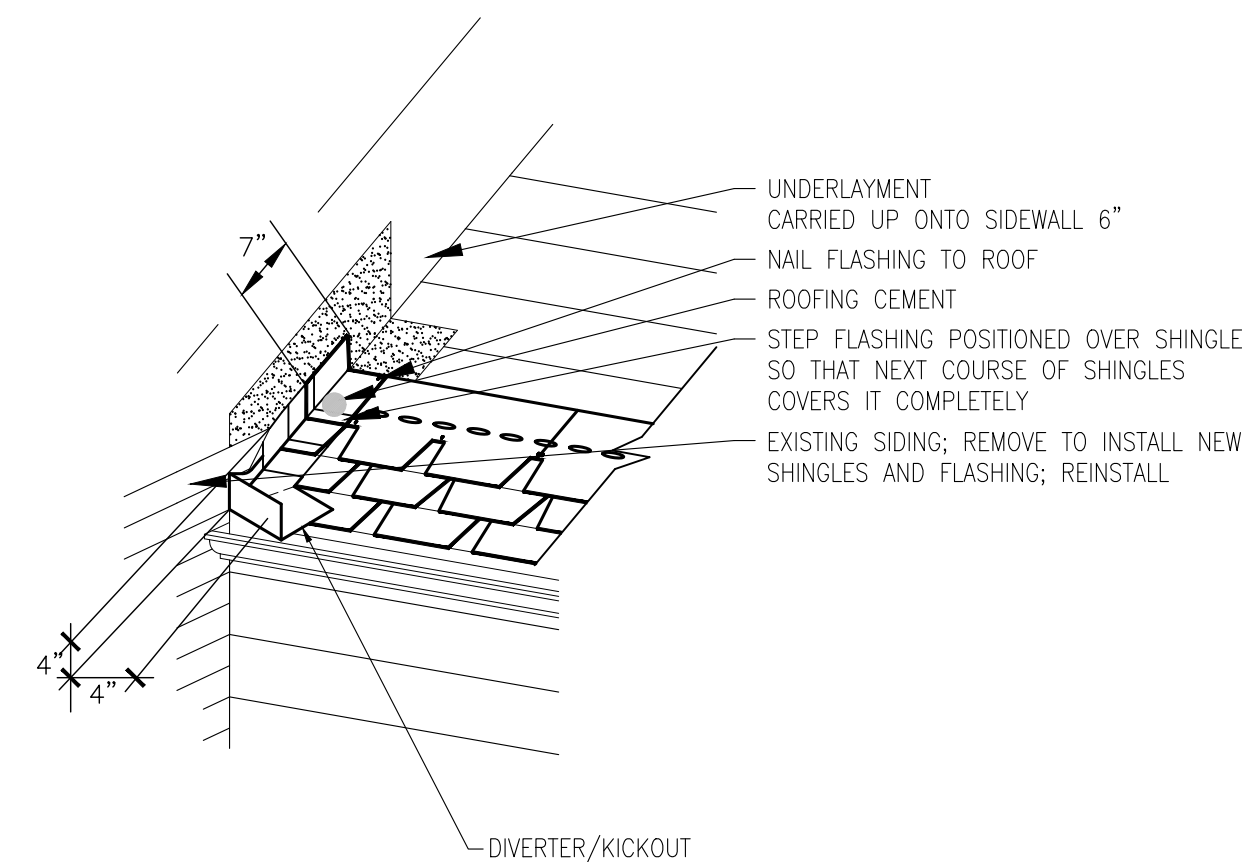 UNDERLAYMENT
CARRIED UP ONTO SIDEWALL 6”
7”
NAIL FLASHING TO ROOF
ROOFING CEMENT
STEP FLASHING POSITIONED OVER SHINGLE
SO THAT NEXT COURSE OF SHINGLES
COVERS IT COMPLETELY
EXISTING SIDING; REMOVE TO INSTALL NEW
SHINGLES AND FLASHING; REINSTALL
4”
4”
DIVERTER/KICKOUT